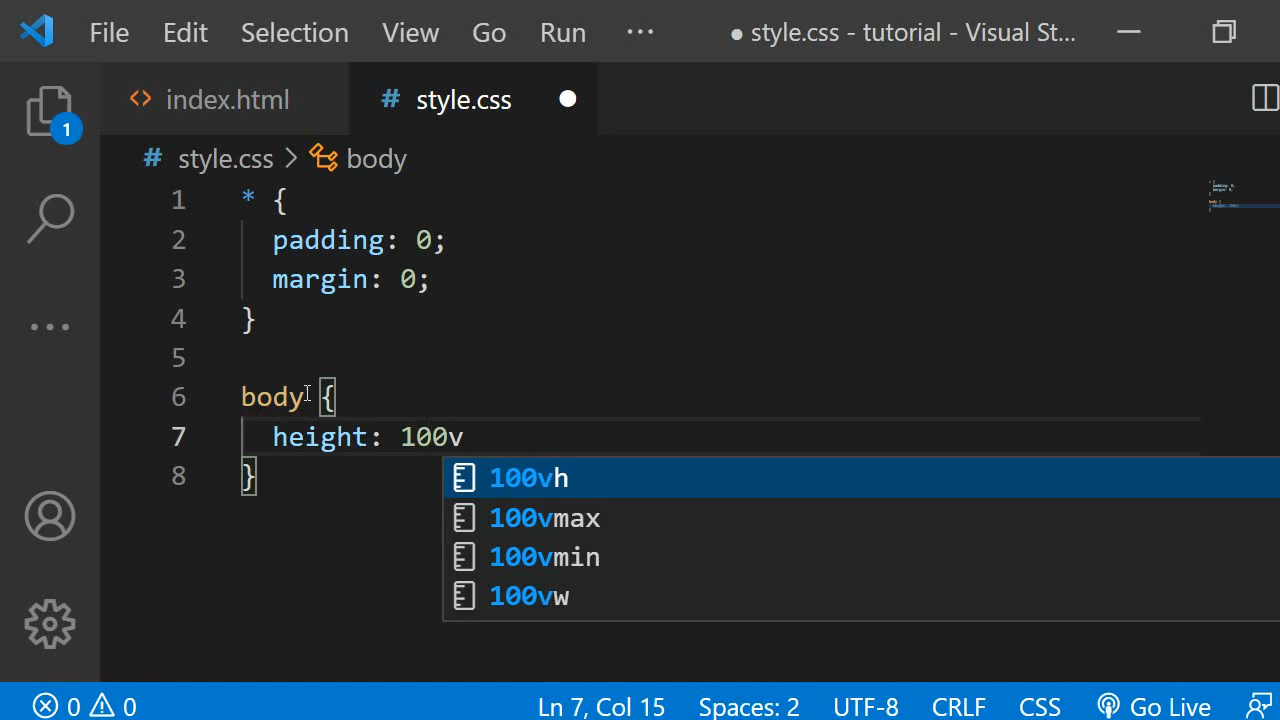 File Edit Selection View Go Run ··· ● style.css - tutorial - Visual St...
index.html # style.css
1
# style.css > body
1 * {
2 padding: 0;
3 margin: 0;
4 }
5
6 body {
7 height: 100v
8 }
100vh
100vmax
100vmin
100vw
0 0 Ln 7, Col 15 Spaces: 2 UTF-8 CRLF CSS Go Live